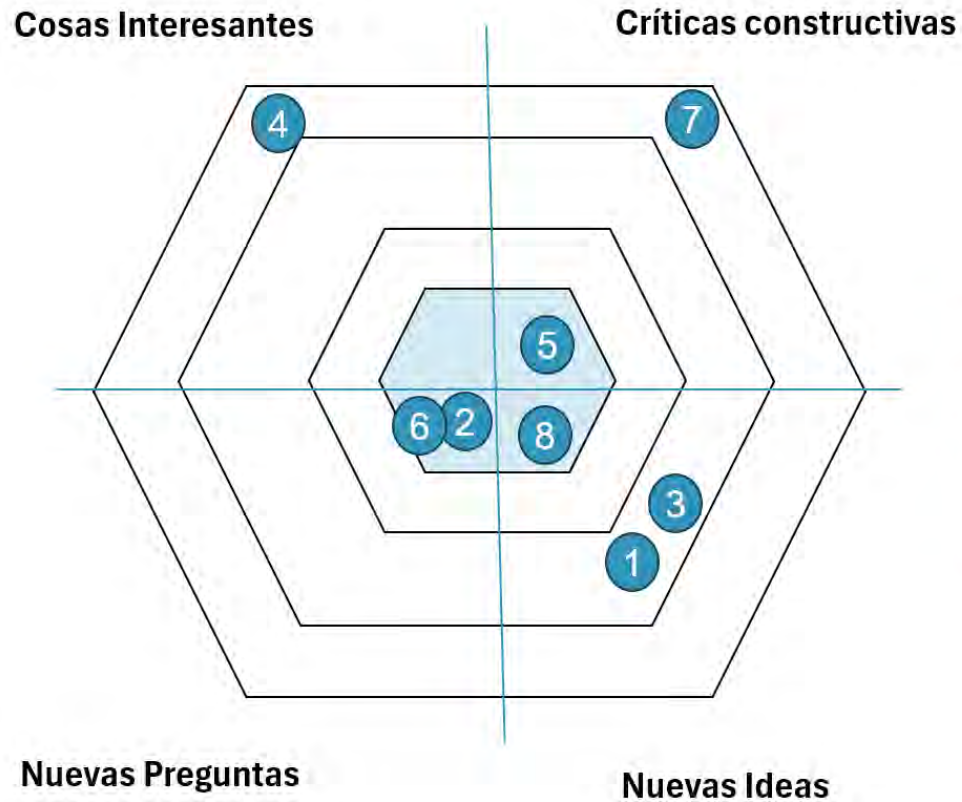 Cosas Interesantes
Críticas constructivas
4
7
5
6
2
8
3
1
Nuevas Preguntas
Nuevas Ideas